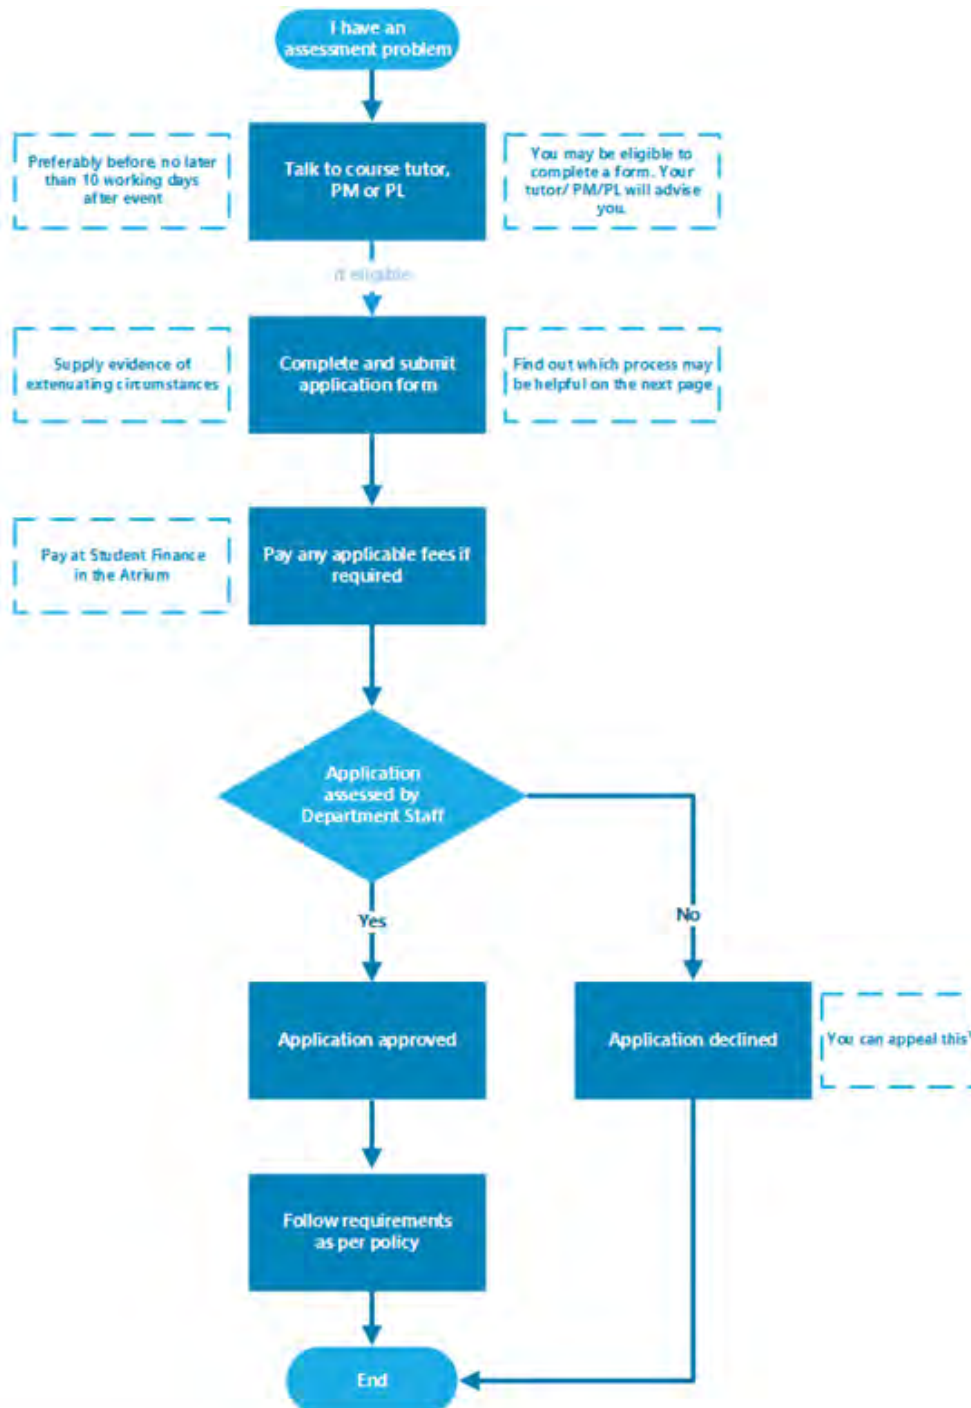 I have an
assessment problem
Preferably before, no later
than 10 working days
after event
Talk to course tutor,
PM or PL
You may be eligible to
complete a form. Your
tutor/ PM/PL will advise
you.
if eligible
Supply evidence of
extenuating circumstances
Complete and submit
application form
Find out which process may
be helpful on the next page
Pay at Student Finance
in the Atrium
Pay any applicable fees if
required
Application
assessed by
Department Staff
Yes
No
Application approved
Application declined
You can appeal this¹
Follow requirements
as per policy
End